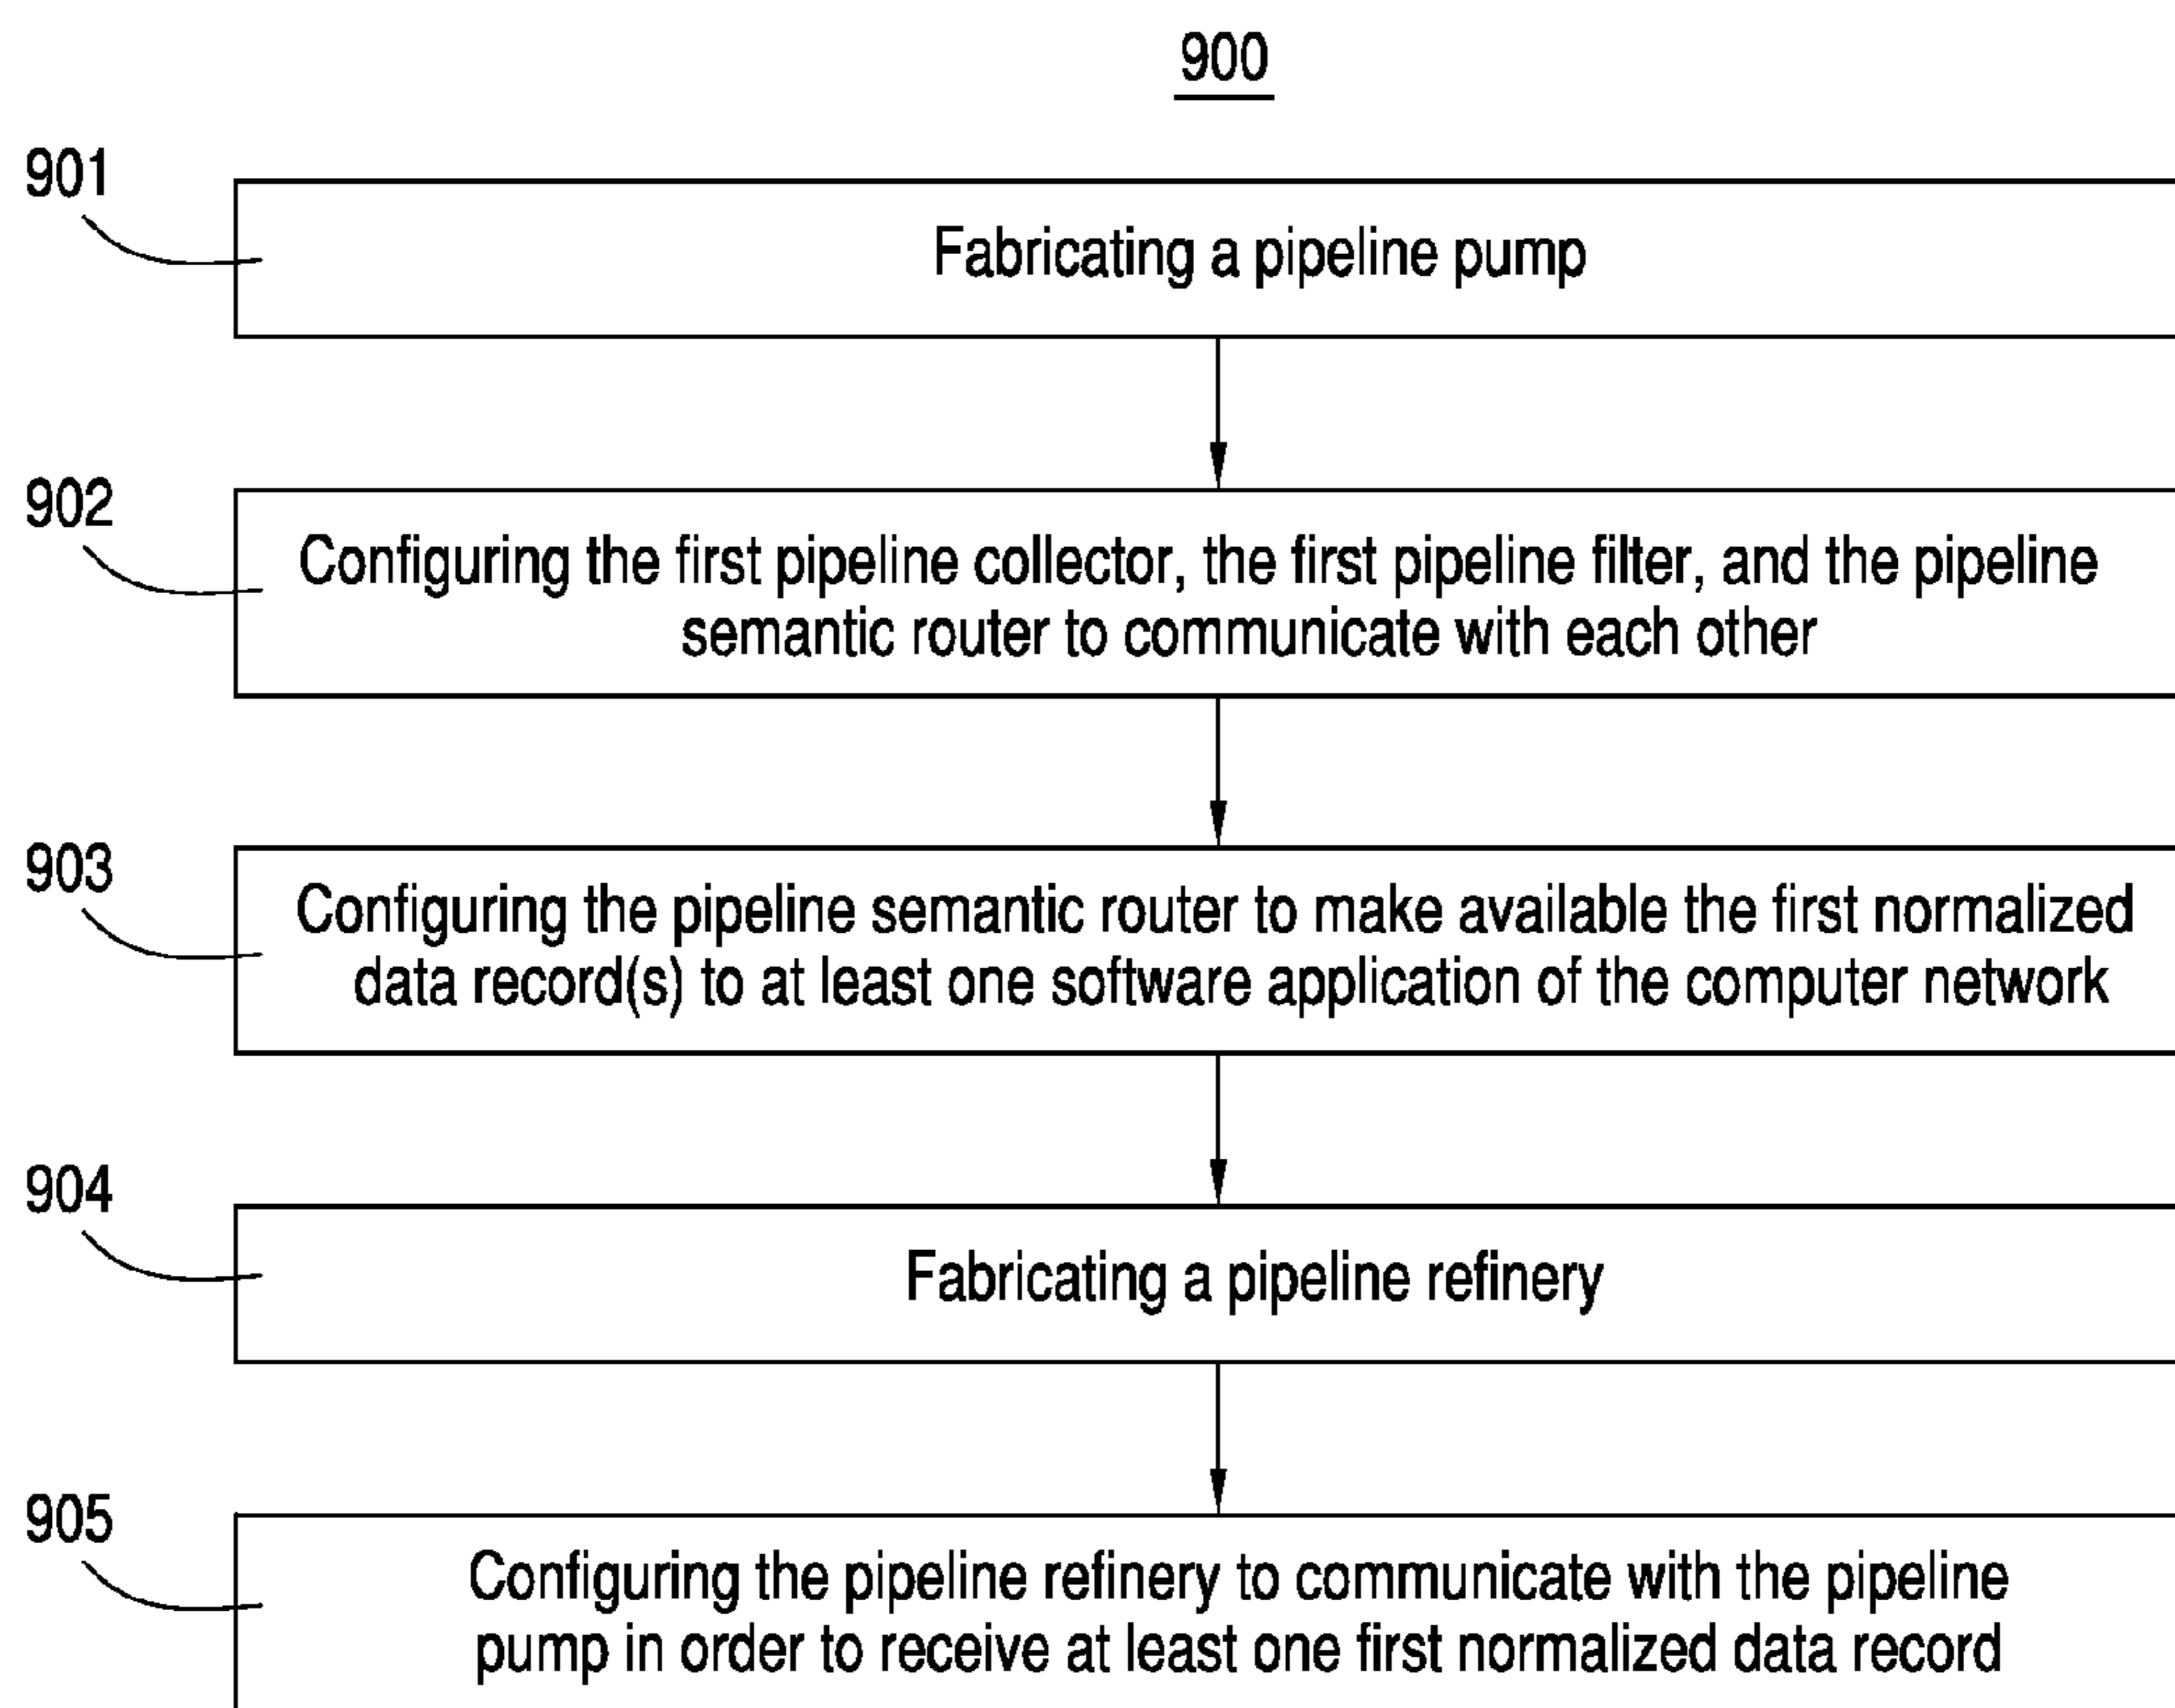 900
901
Fabricating a pipeline pump
902
Configuring the first pipeline collector, the first pipeline filter, and the pipeline
semantic router to communicate with each other
903
Configuring the pipeline semantic router to make available the first normalized
data record(s) to at least one software application of the computer network
904
Fabricating a pipeline refinery
905
Configuring the pipeline refinery to communicate with the pipeline
pump in order to receive at least one first normalized data record